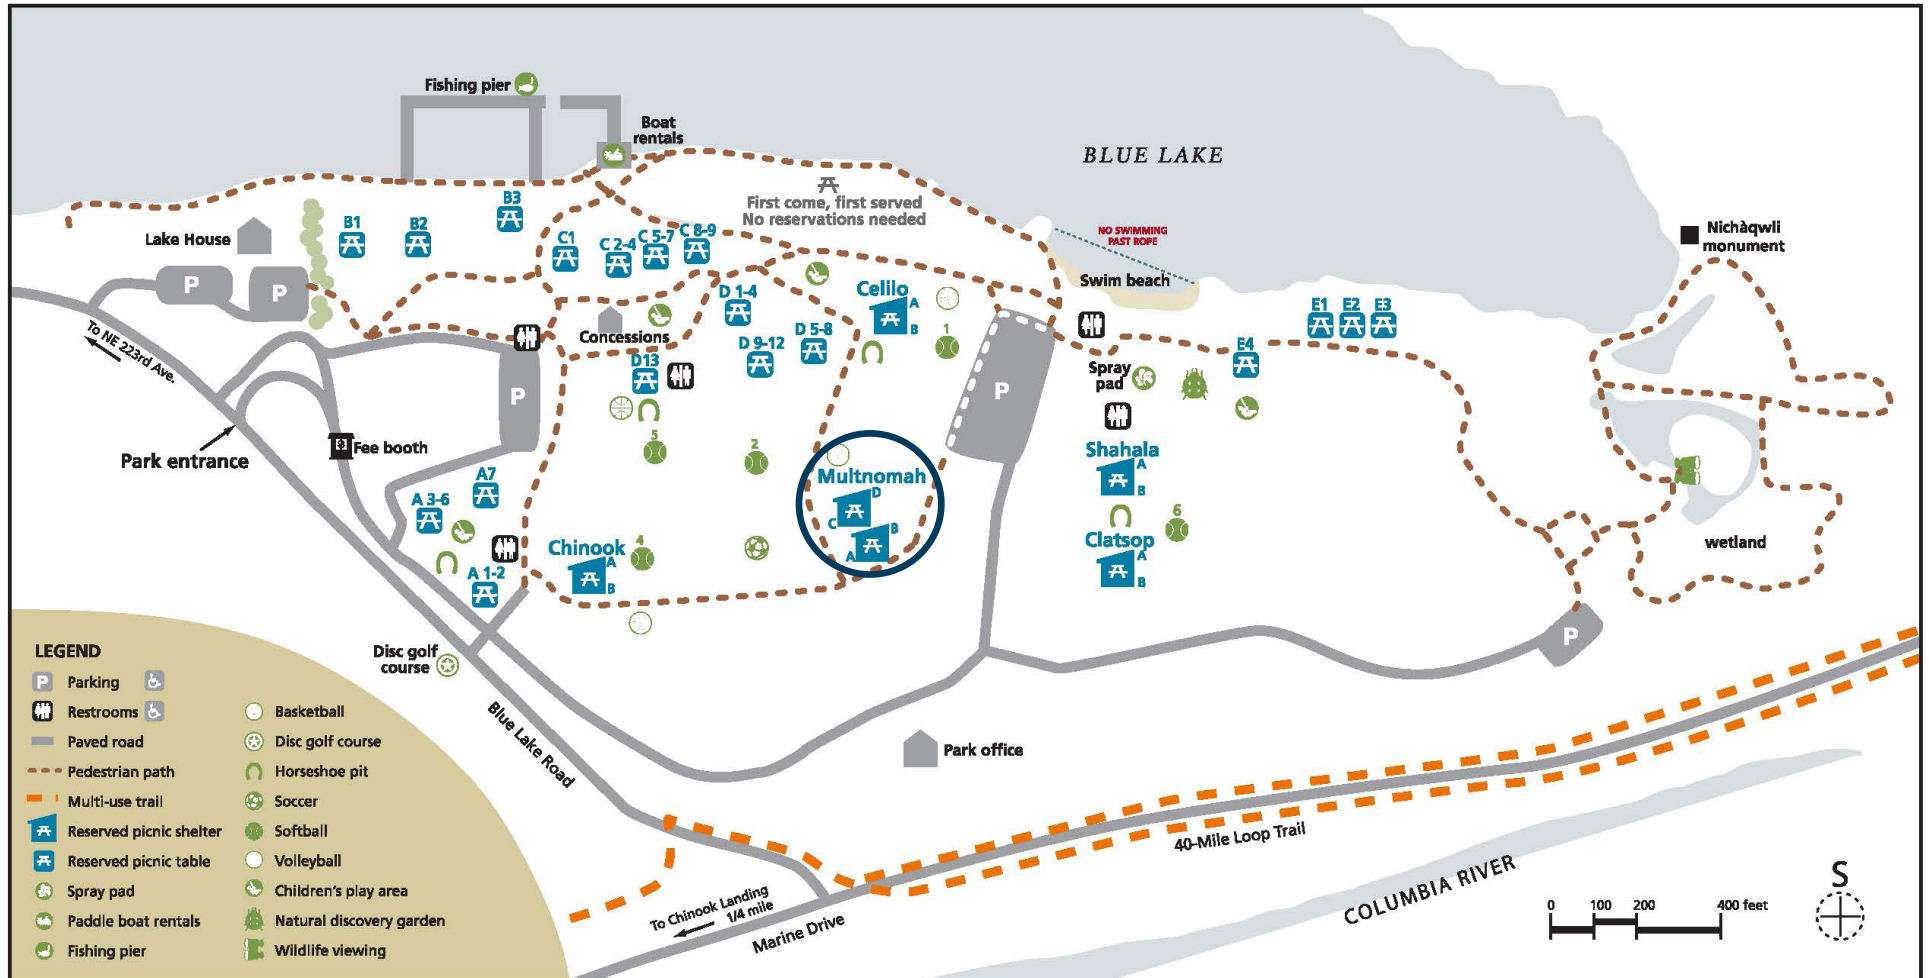 Fishing pier
Boat
rentals
BLUE LAKE
First come, first served
No reservations needed
NO SWIMMING
PAST ROPE
Swim beach
Nichàqwli
monument
Lake House
B1
B2
B3
C1
C 2-4
C 5-7
C 8-9
P
P
To NE 223rd Ave.
Concessions
D 1-4
D 5-8
D 9-12
D13
Celilo
A
B
1
E1
E2
E3
E4
Spray
pad
P
P
Park entrance
Fee booth
A7
A 3-6
A 1-2
5
2
Multnomah
D
C
B
A
Shahala
A
B
6
Clatsop
A
B
Chinook
A
B
4
wetland
P
Disc golf
course
Blue Lake Road
Park office
40-Mile Loop Trail
To Chinook Landing
1/4 mile
Marine Drive
COLUMBIA RIVER
0 100 200 400 feet
S
LEGEND
P Parking
Restrooms
Paved road
Pedestrian path
Multi-use trail
Reserved picnic shelter
Reserved picnic table
Spray pad
Paddle boat rentals
Fishing pier
Basketball
Disc golf course
Horseshoe pit
Soccer
Softball
Volleyball
Children's play area
Natural discovery garden
Wildlife viewing